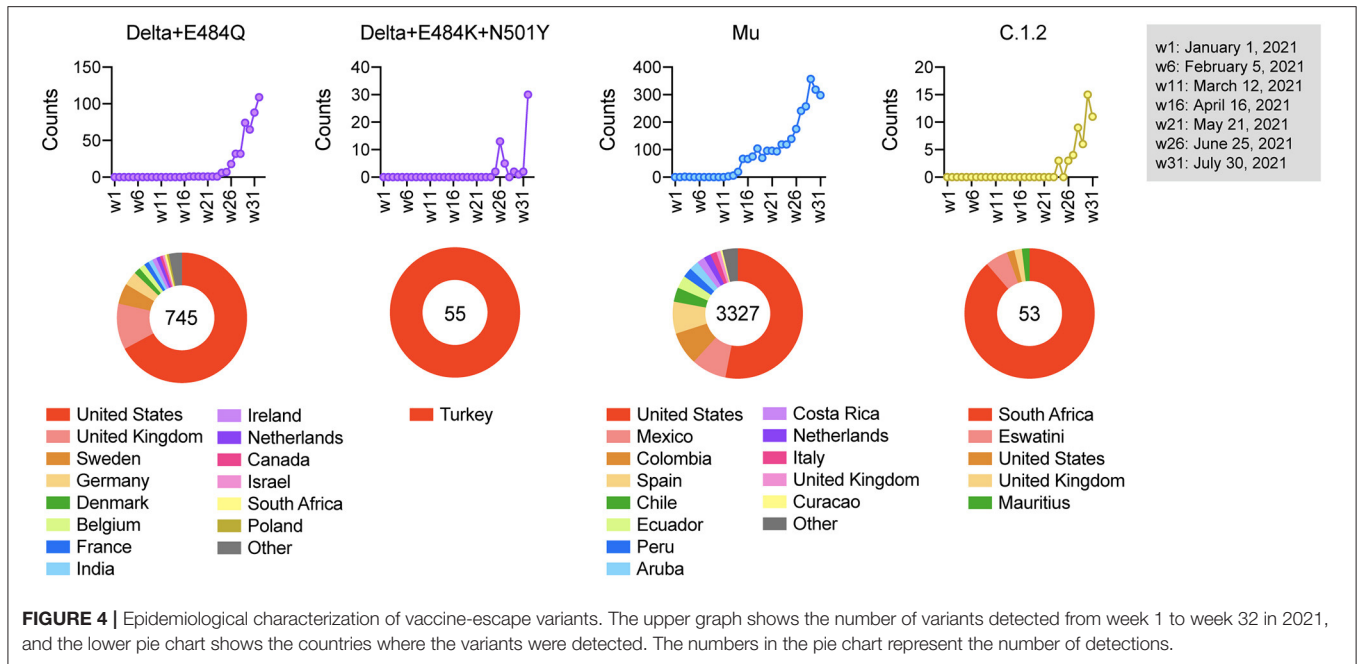 Delta+E484Q
Delta+E484K+N501Y
Mu
C.1.2
Counts
150
100
50
0
w1
w6
w11
w16
w21
w26
w31
Counts
40
30
20
10
0
w1
w6
w11
w16
w21
w26
w31
Counts
400
300
200
100
0
w1
w6
w11
w16
w21
w26
w31
Counts
20
15
10
5
0
w1
w6
w11
w16
w21
w26
w31
w1: January 1, 2021
w6: February 5, 2021
w11: March 12, 2021
w16: April 16, 2021
w21: May 21, 2021
w26: June 25, 2021
w31: July 30, 2021
745
55
3327
53
United States
United Kingdom
Sweden
Germany
Denmark
Belgium
France
India
Ireland
Netherlands
Canada
Israel
South Africa
Poland
Other
Turkey
United States
Mexico
Colombia
Spain
Chile
Ecuador
Peru
Aruba
Costa Rica
Netherlands
Italy
United Kingdom
Curacao
Other
South Africa
Eswatini
United States
United Kingdom
Mauritius
FIGURE 4 | Epidemiological characterization of vaccine-escape variants. The upper graph shows the number of variants detected from week 1 to week 32 in 2021,
and the lower pie chart shows the countries where the variants were detected. The numbers in the pie chart represent the number of detections.